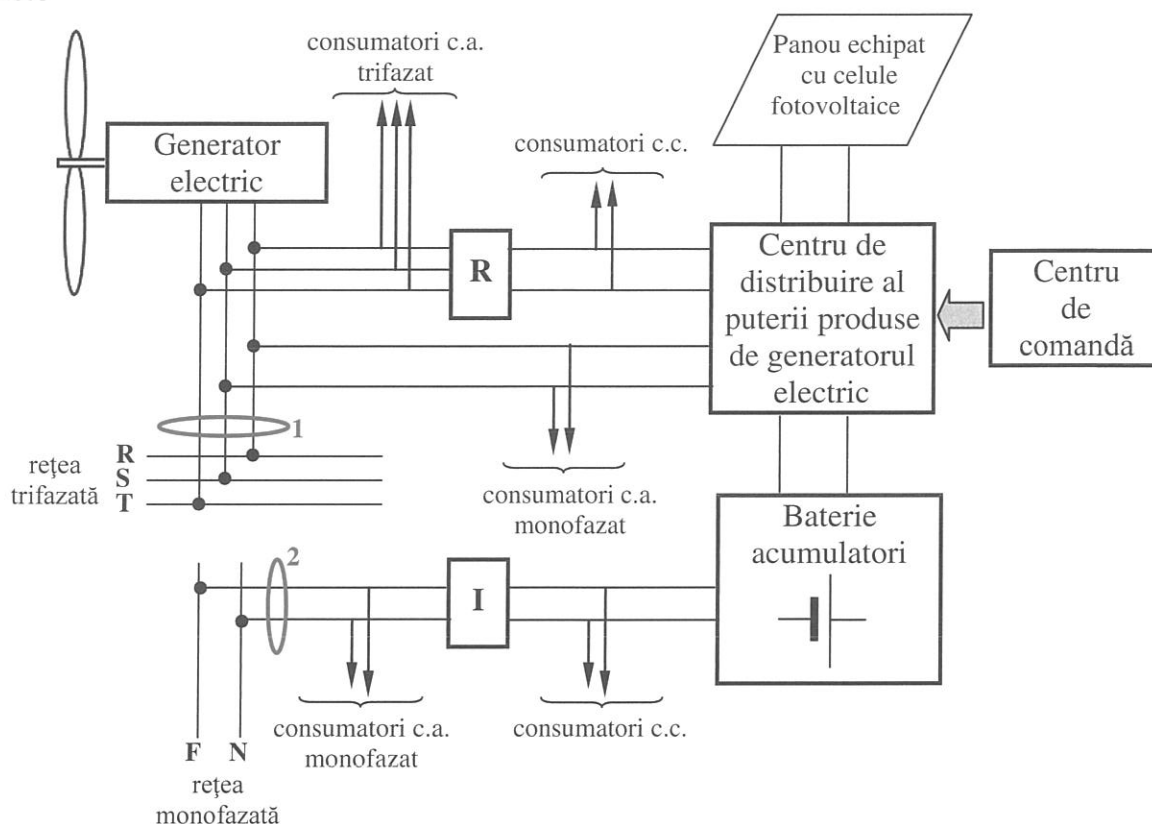 consumatori c.a.
trifazat
Panou echipat
cu celule
fotovoltaice
Generator
electric
consumatori c.c.
R
Centru de
distribuire al
puterii produse
de generatorul
electric
Centru
de
comandă
1
R
S
T
rețea
trifazată
consumatori c.a.
monofazat
Baterie
acumulatori
2
I
consumatori c.a.
monofazat
consumatori c.c.
F N
rețea
monofazată